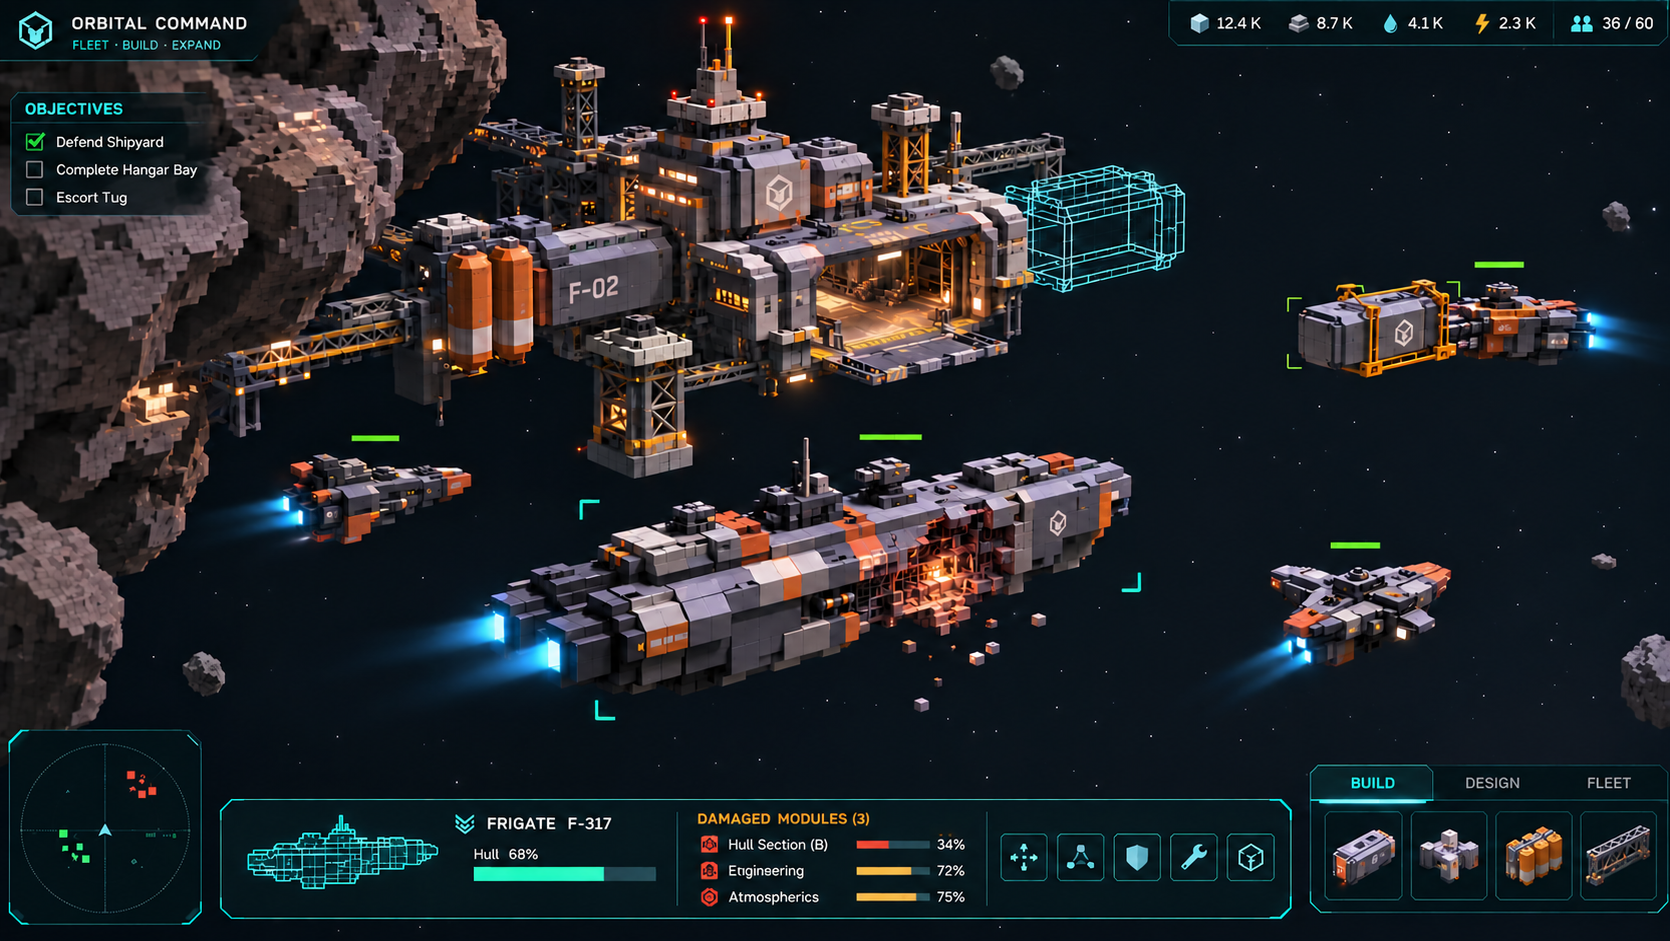 ORBITAL COMMAND
FLEET · BUILD · EXPAND
12.4 K
8.7 K
4.1 K
2.3 K
36 / 60
OBJECTIVES
Defend Shipyard
Complete Hangar Bay
Escort Tug
F-02
FRIGATE F-317
Hull 68%
DAMAGED MODULES (3)
Hull Section (B) 34%
Engineering 72%
Atmospherics 75%
BUILD
DESIGN
FLEET